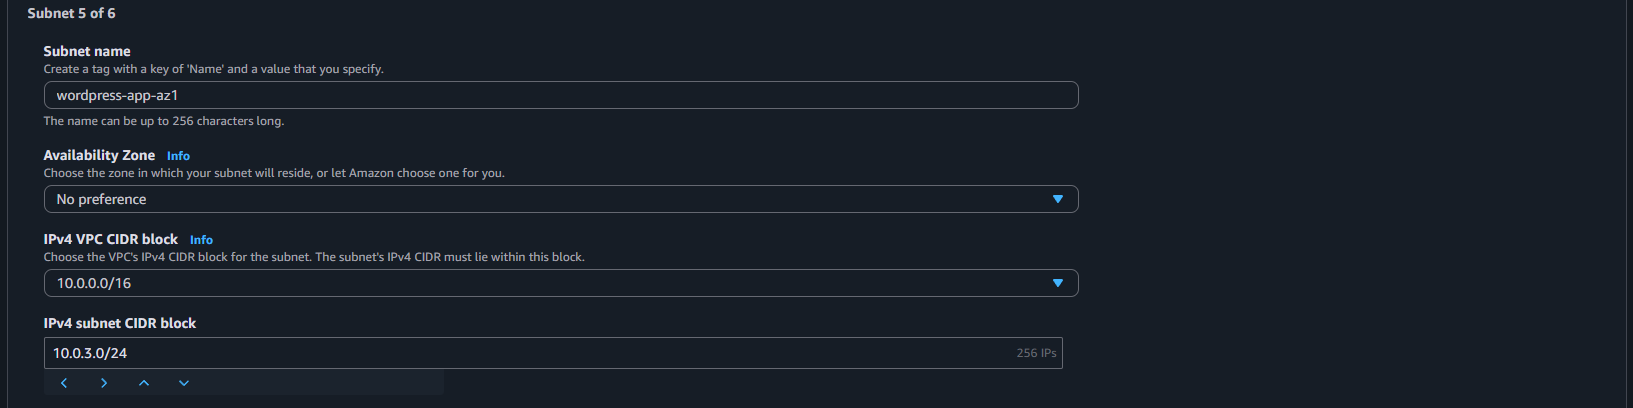 Subnet 5 of 6
Subnet name
Create a tag with a key of 'Name' and a value that you specify.
wordpress-app-az1
The name can be up to 256 characters long.
Availability Zone Info
Choose the zone in which your subnet will reside, or let Amazon choose one for you.
No preference
IPv4 VPC CIDR block Info
Choose the VPC's IPv4 CIDR block for the subnet. The subnet's IPv4 CIDR must lie within this block.
10.0.0.0/16
IPv4 subnet CIDR block
10.0.3.0/24 256 IPs